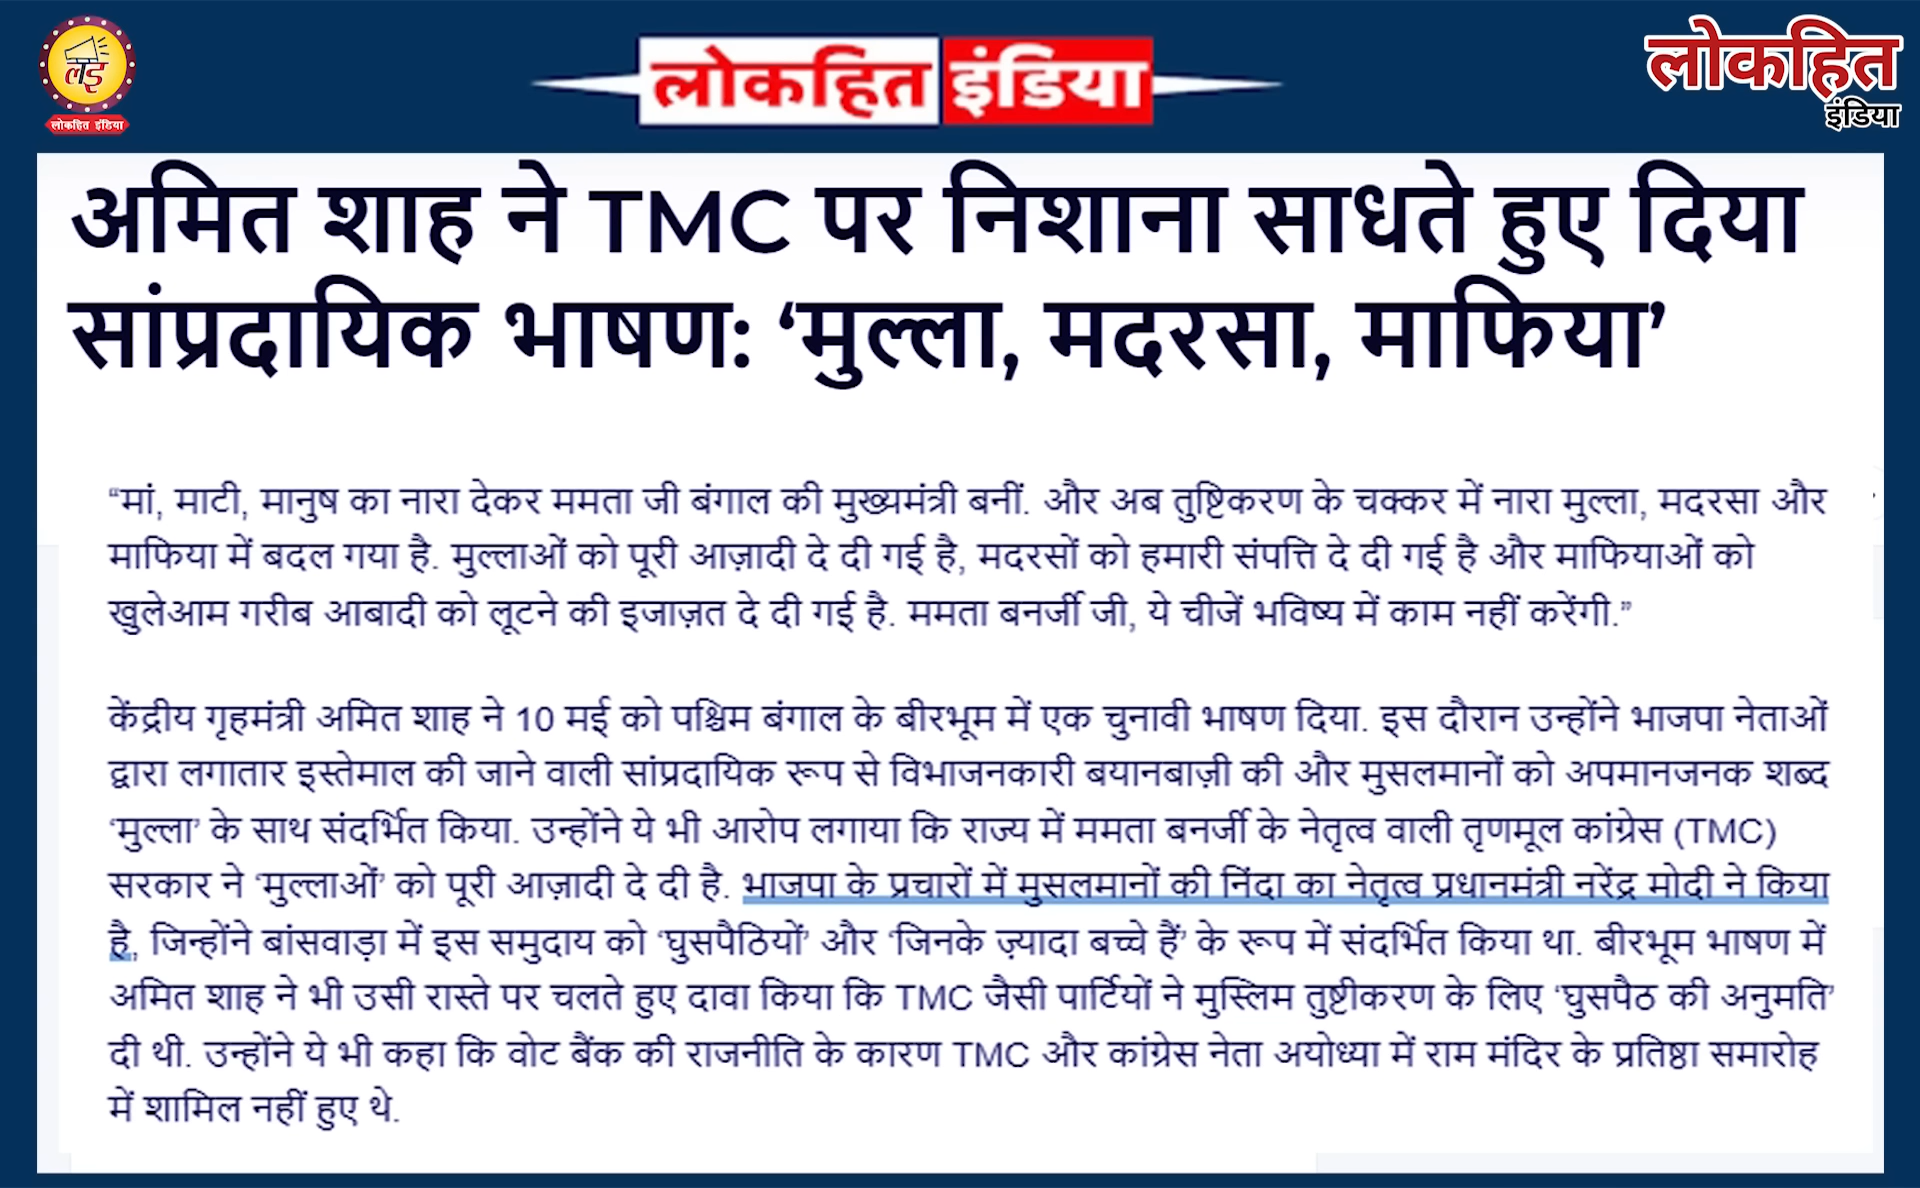 लई
लोकहित इंडिया
लोकहित इंडिया
लोकहित
इंडिया
अमित शाह ने TMC पर निशाना साधते हुए दिया
सांप्रदायिक भाषण: ‘मुल्ला, मदरसा, माफिया’
“मां, माटी, मानुष का नारा देकर ममता जी बंगाल की मुख्यमंत्री बनीं. और अब तुष्टिकरण के चक्कर में नारा मुल्ला, मदरसा और
माफिया में बदल गया है. मुल्लाओं को पूरी आज़ादी दे दी गई है, मदरसों को हमारी संपत्ति दे दी गई है और माफियाओं को
खुलेआम गरीब आबादी को लूटने की इजाज़त दे दी गई है. ममता बनर्जी जी, ये चीजें भविष्य में काम नहीं करेंगी.”
केंद्रीय गृहमंत्री अमित शाह ने 10 मई को पश्चिम बंगाल के बीरभूम में एक चुनावी भाषण दिया. इस दौरान उन्होंने भाजपा नेताओं
द्वारा लगातार इस्तेमाल की जाने वाली सांप्रदायिक रूप से विभाजनकारी बयानबाज़ी की और मुसलमानों को अपमानजनक शब्द
‘मुल्ला’ के साथ संदर्भित किया. उन्होंने ये भी आरोप लगाया कि राज्य में ममता बनर्जी के नेतृत्व वाली तृणमूल कांग्रेस (TMC)
सरकार ने ‘मुल्लाओं’ को पूरी आज़ादी दे दी है. भाजपा के प्रचारों में मुसलमानों की निंदा का नेतृत्व प्रधानमंत्री नरेंद्र मोदी ने किया
है, जिन्होंने बांसवाड़ा में इस समुदाय को ‘घुसपैठियों’ और ‘जिनके ज़्यादा बच्चे हैं’ के रूप में संदर्भित किया था. बीरभूम भाषण में
अमित शाह ने भी उसी रास्ते पर चलते हुए दावा किया कि TMC जैसी पार्टियों ने मुस्लिम तुष्टीकरण के लिए ‘घुसपैठ की अनुमति’
दी थी. उन्होंने ये भी कहा कि वोट बैंक की राजनीति के कारण TMC और कांग्रेस नेता अयोध्या में राम मंदिर के प्रतिष्ठा समारोह
में शामिल नहीं हुए थे.